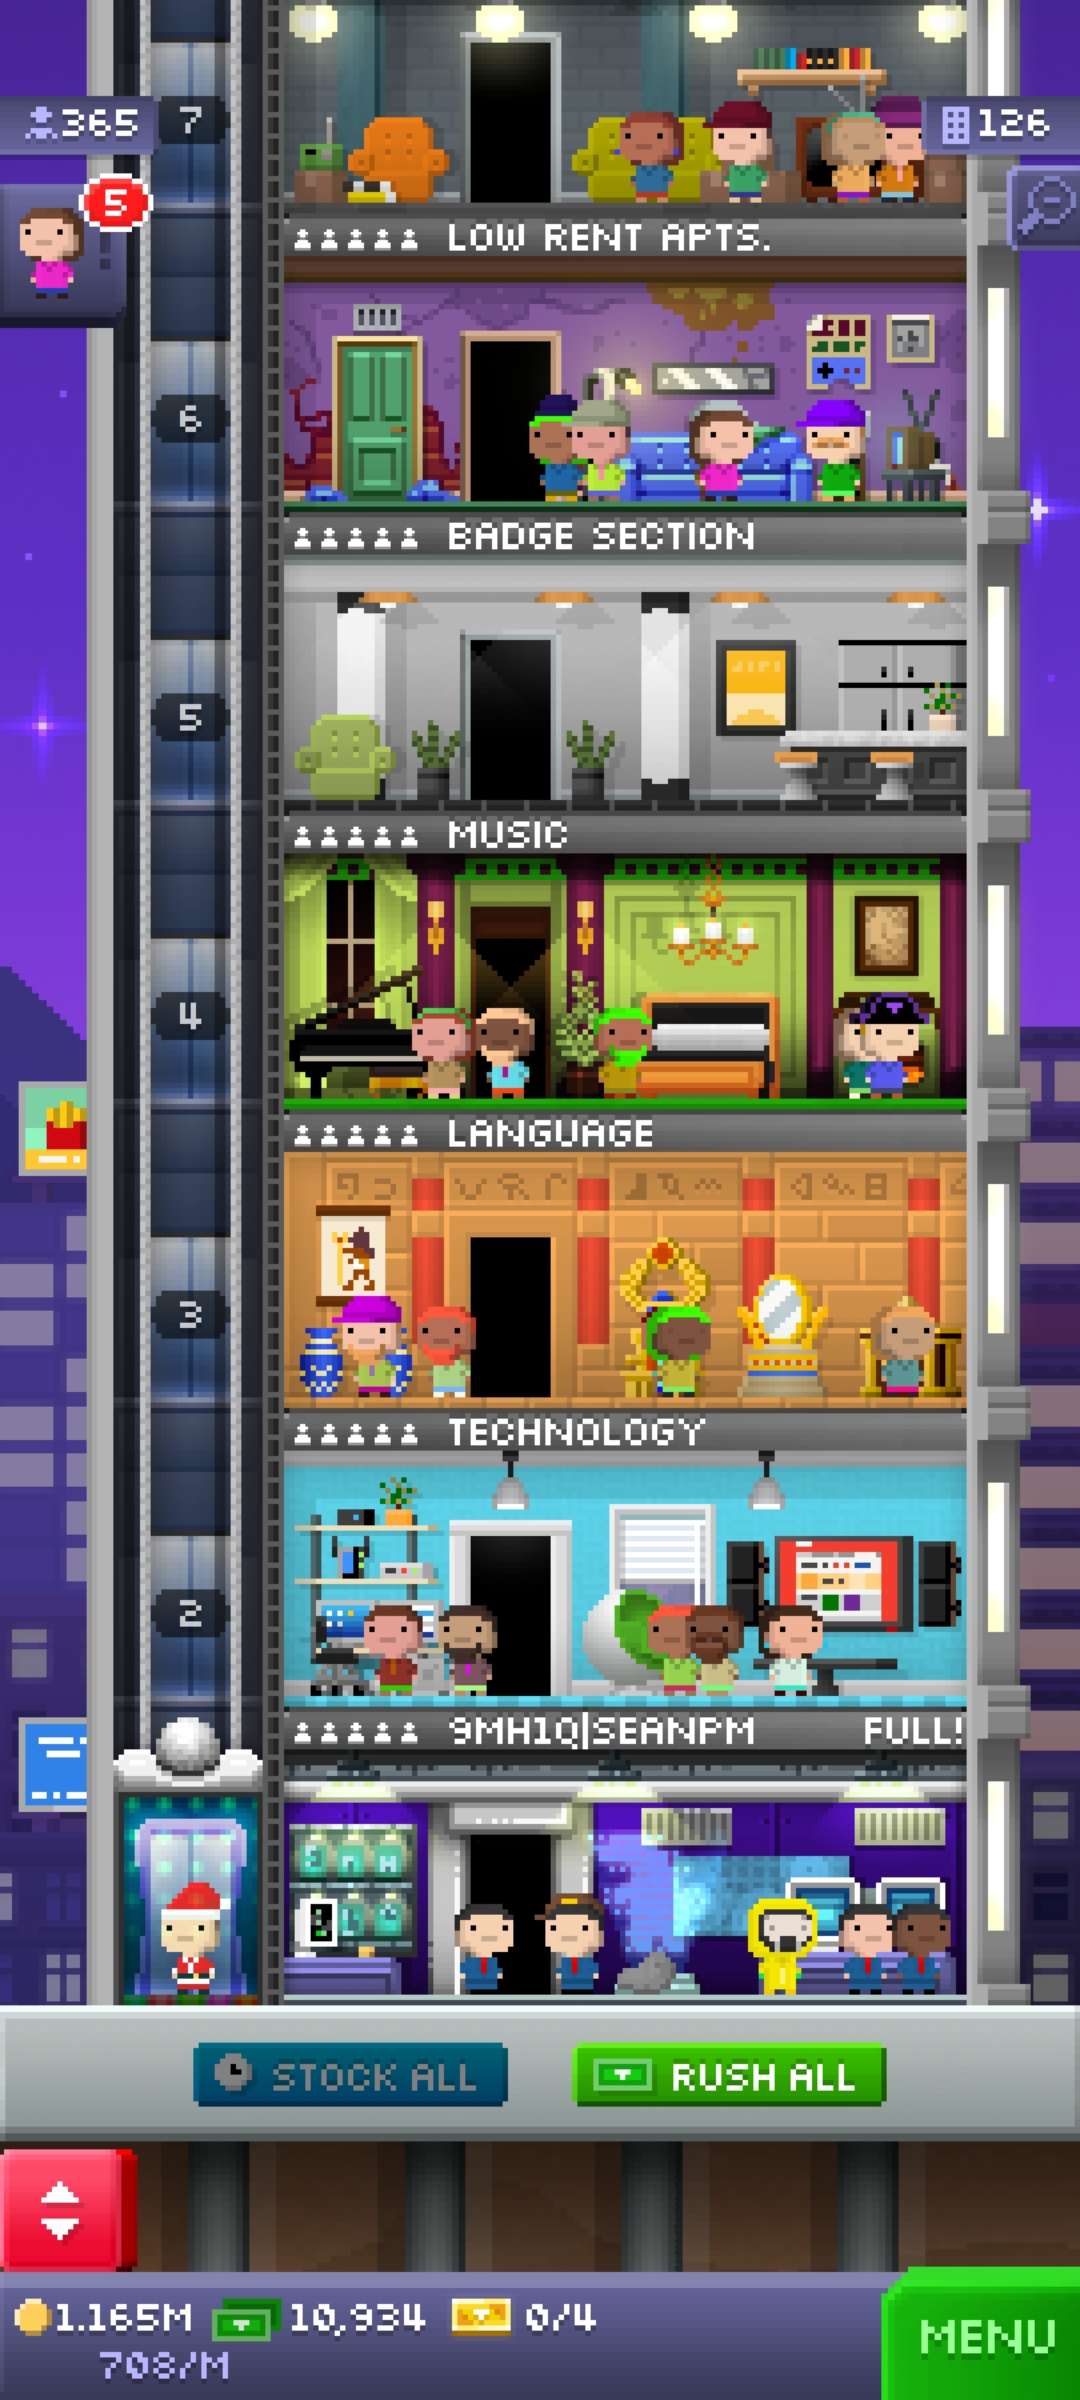 7
365
126
5
LOW RENT APTS.
6
BADGE SECTION
5
MUSIC
4
LANGUAGE
3
TECHNOLOGY
2
9MH1Q|SEANPM FULL!
STOCK ALL
RUSH ALL
1.165M 10,934 0/4
708/M
MENU